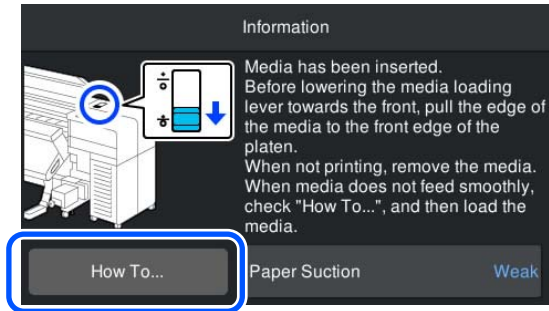 Information
Media has been inserted.
Before lowering the media loading
lever towards the front, pull the edge of
the media to the front edge of the
platen.
When not printing, remove the media.
When media does not feed smoothly,
check "How To...", and then load the
media.
How To...
Paper Suction
Weak